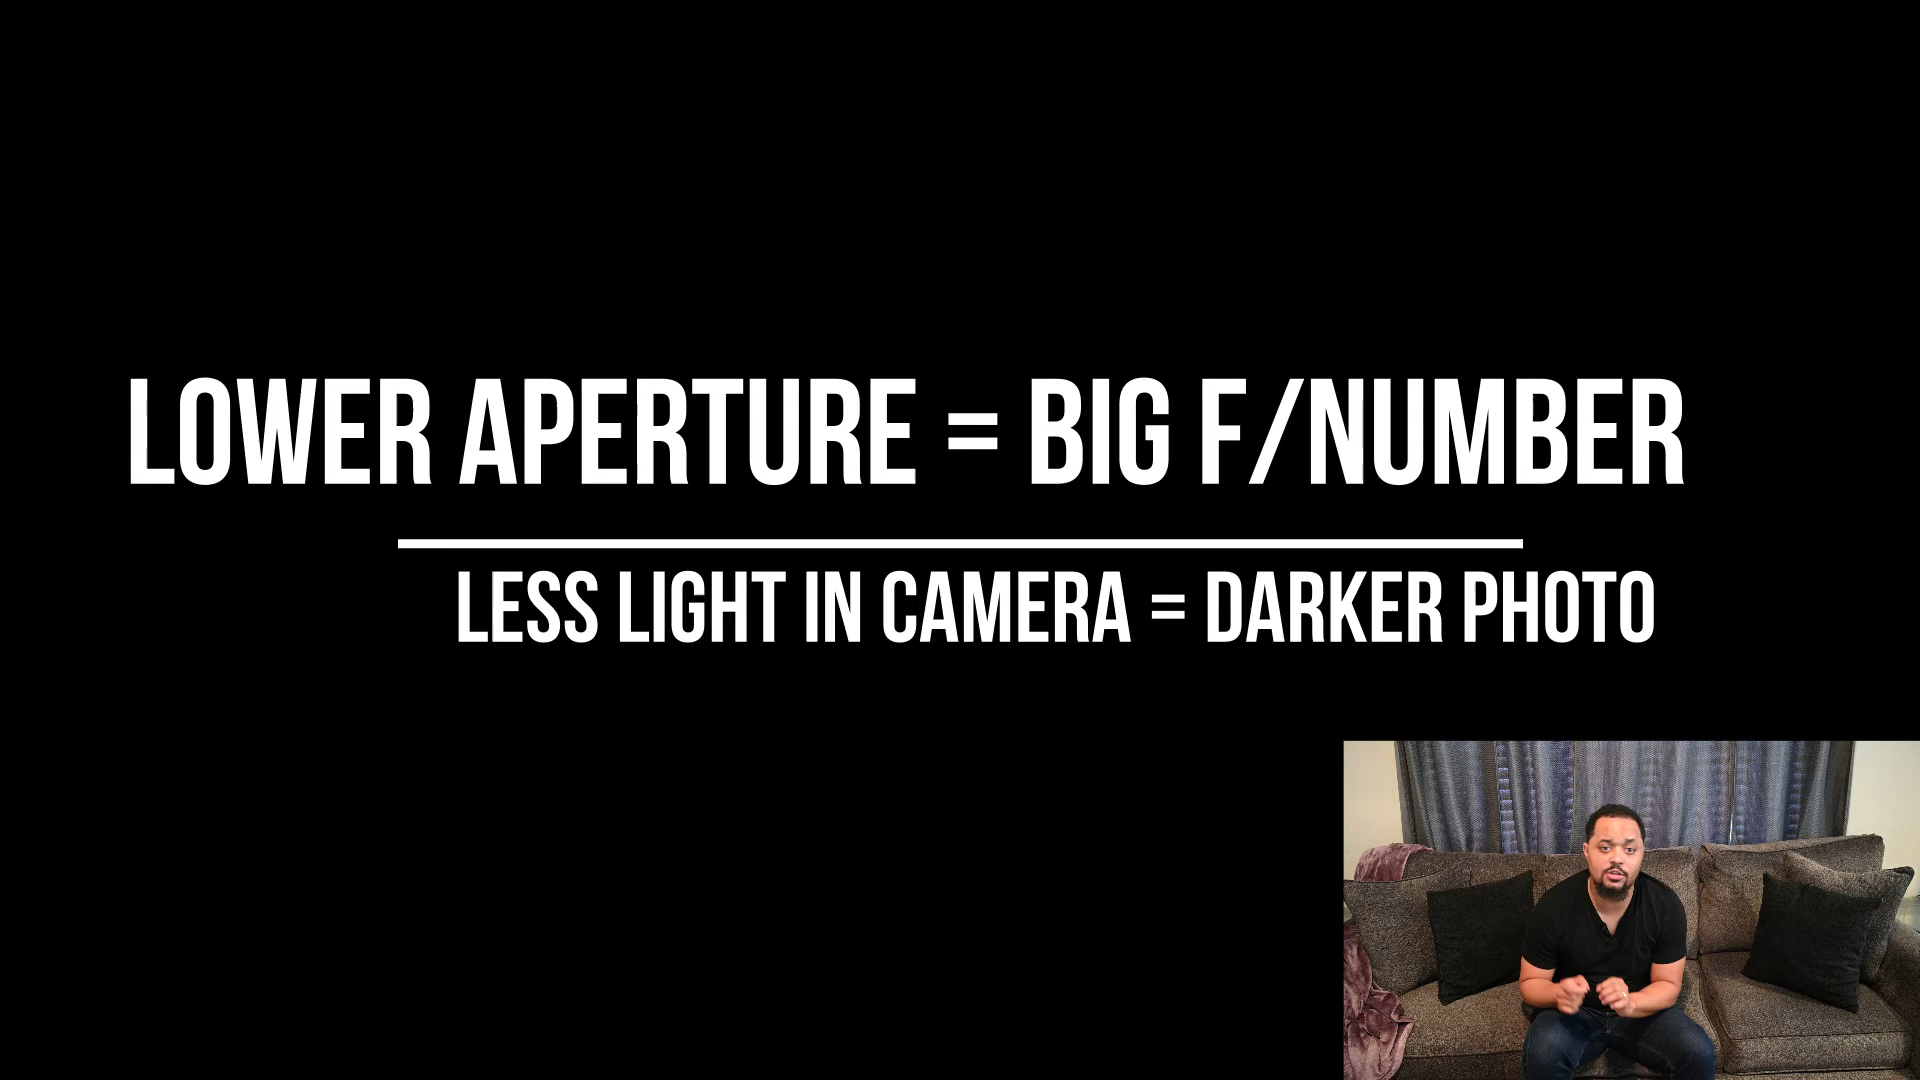 LOWER APERTURE = BIG F/NUMBER
LESS LIGHT IN CAMERA = DARKER PHOTO